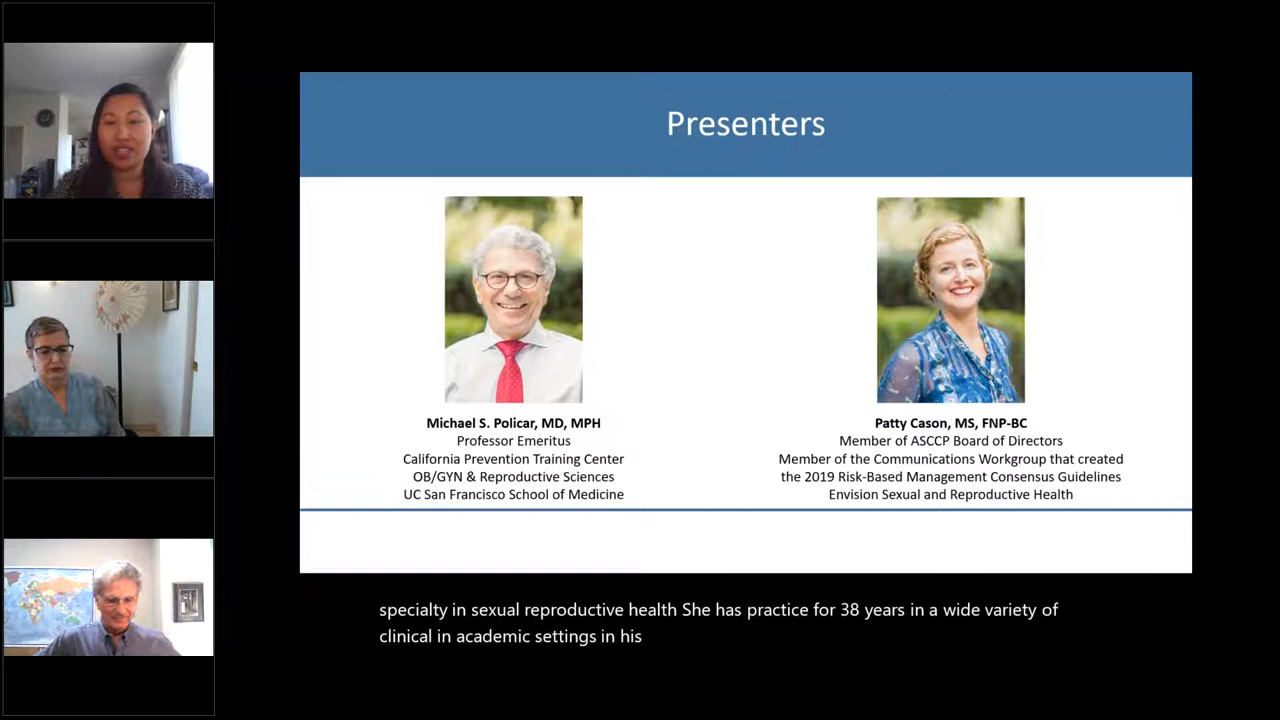 Presenters
Michael S. Policar, MD, MPH
Professor Emeritus
California Prevention Training Center
OB/GYN & Reproductive Sciences
UC San Francisco School of Medicine
Patty Cason, MS, FNP-BC
Member of ASCCP Board of Directors
Member of the Communications Workgroup that created
the 2019 Risk-Based Management Consensus Guidelines
Envision Sexual and Reproductive Health
specialty in sexual reproductive health She has practice for 38 years in a wide variety of
clinical in academic settings in his